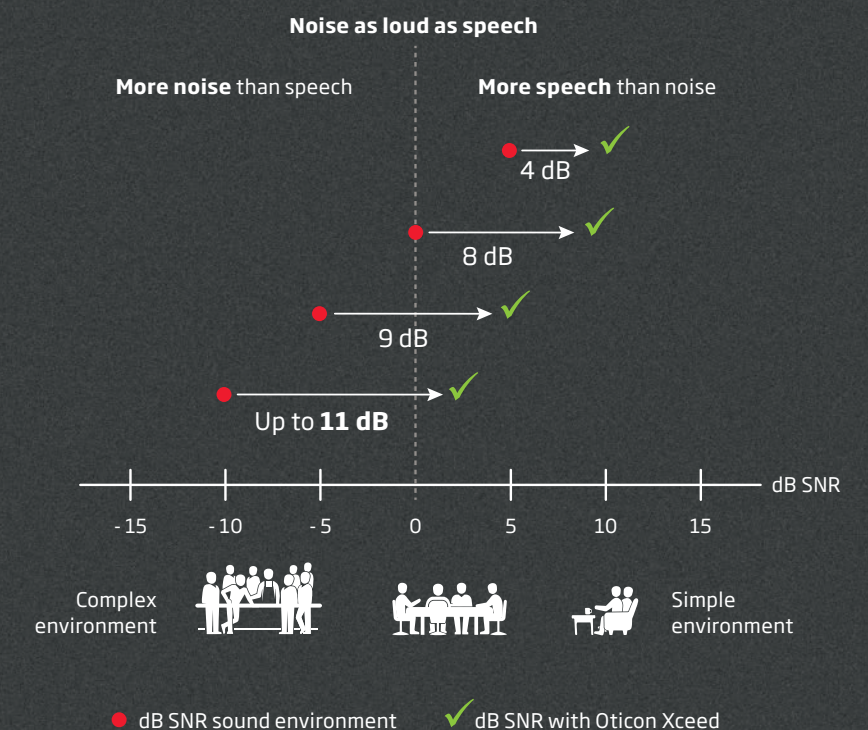 Noise as loud as speech
More noise than speech
More speech than noise
4 dB
8 dB
9 dB
Up to 11 dB
dB SNR
- 15
- 10
- 5
0
5
10
15
Complex
environment
Simple
environment
dB SNR sound environment
dB SNR with Oticon Xceed